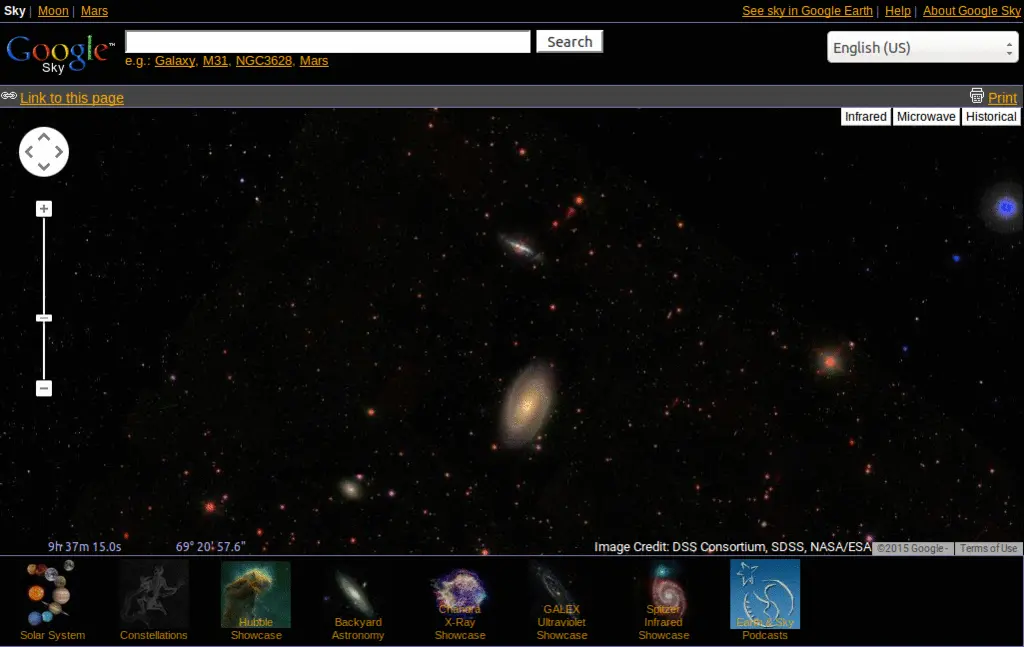 Sky | Moon | Mars
See sky in Google Earth | Help | About Google Sky
Google™
Sky
Search
English (US)
e.g.: Galaxy, M31, NGC3628, Mars
Link to this page
Print
Infrared
Microwave
Historical
9h 37m 15.0s
69° 20' 57.6"
Image Credit: DSS Consortium, SDSS, NASA/ESA
©2015 Google -
Terms of Use
Solar System
Constellations
Hubble
Showcase
Backyard
Astronomy
Chandra
X-Ray
Showcase
GALEX
Ultraviolet
Showcase
Spitzer
Infrared
Showcase
Earth & Sky
Podcasts